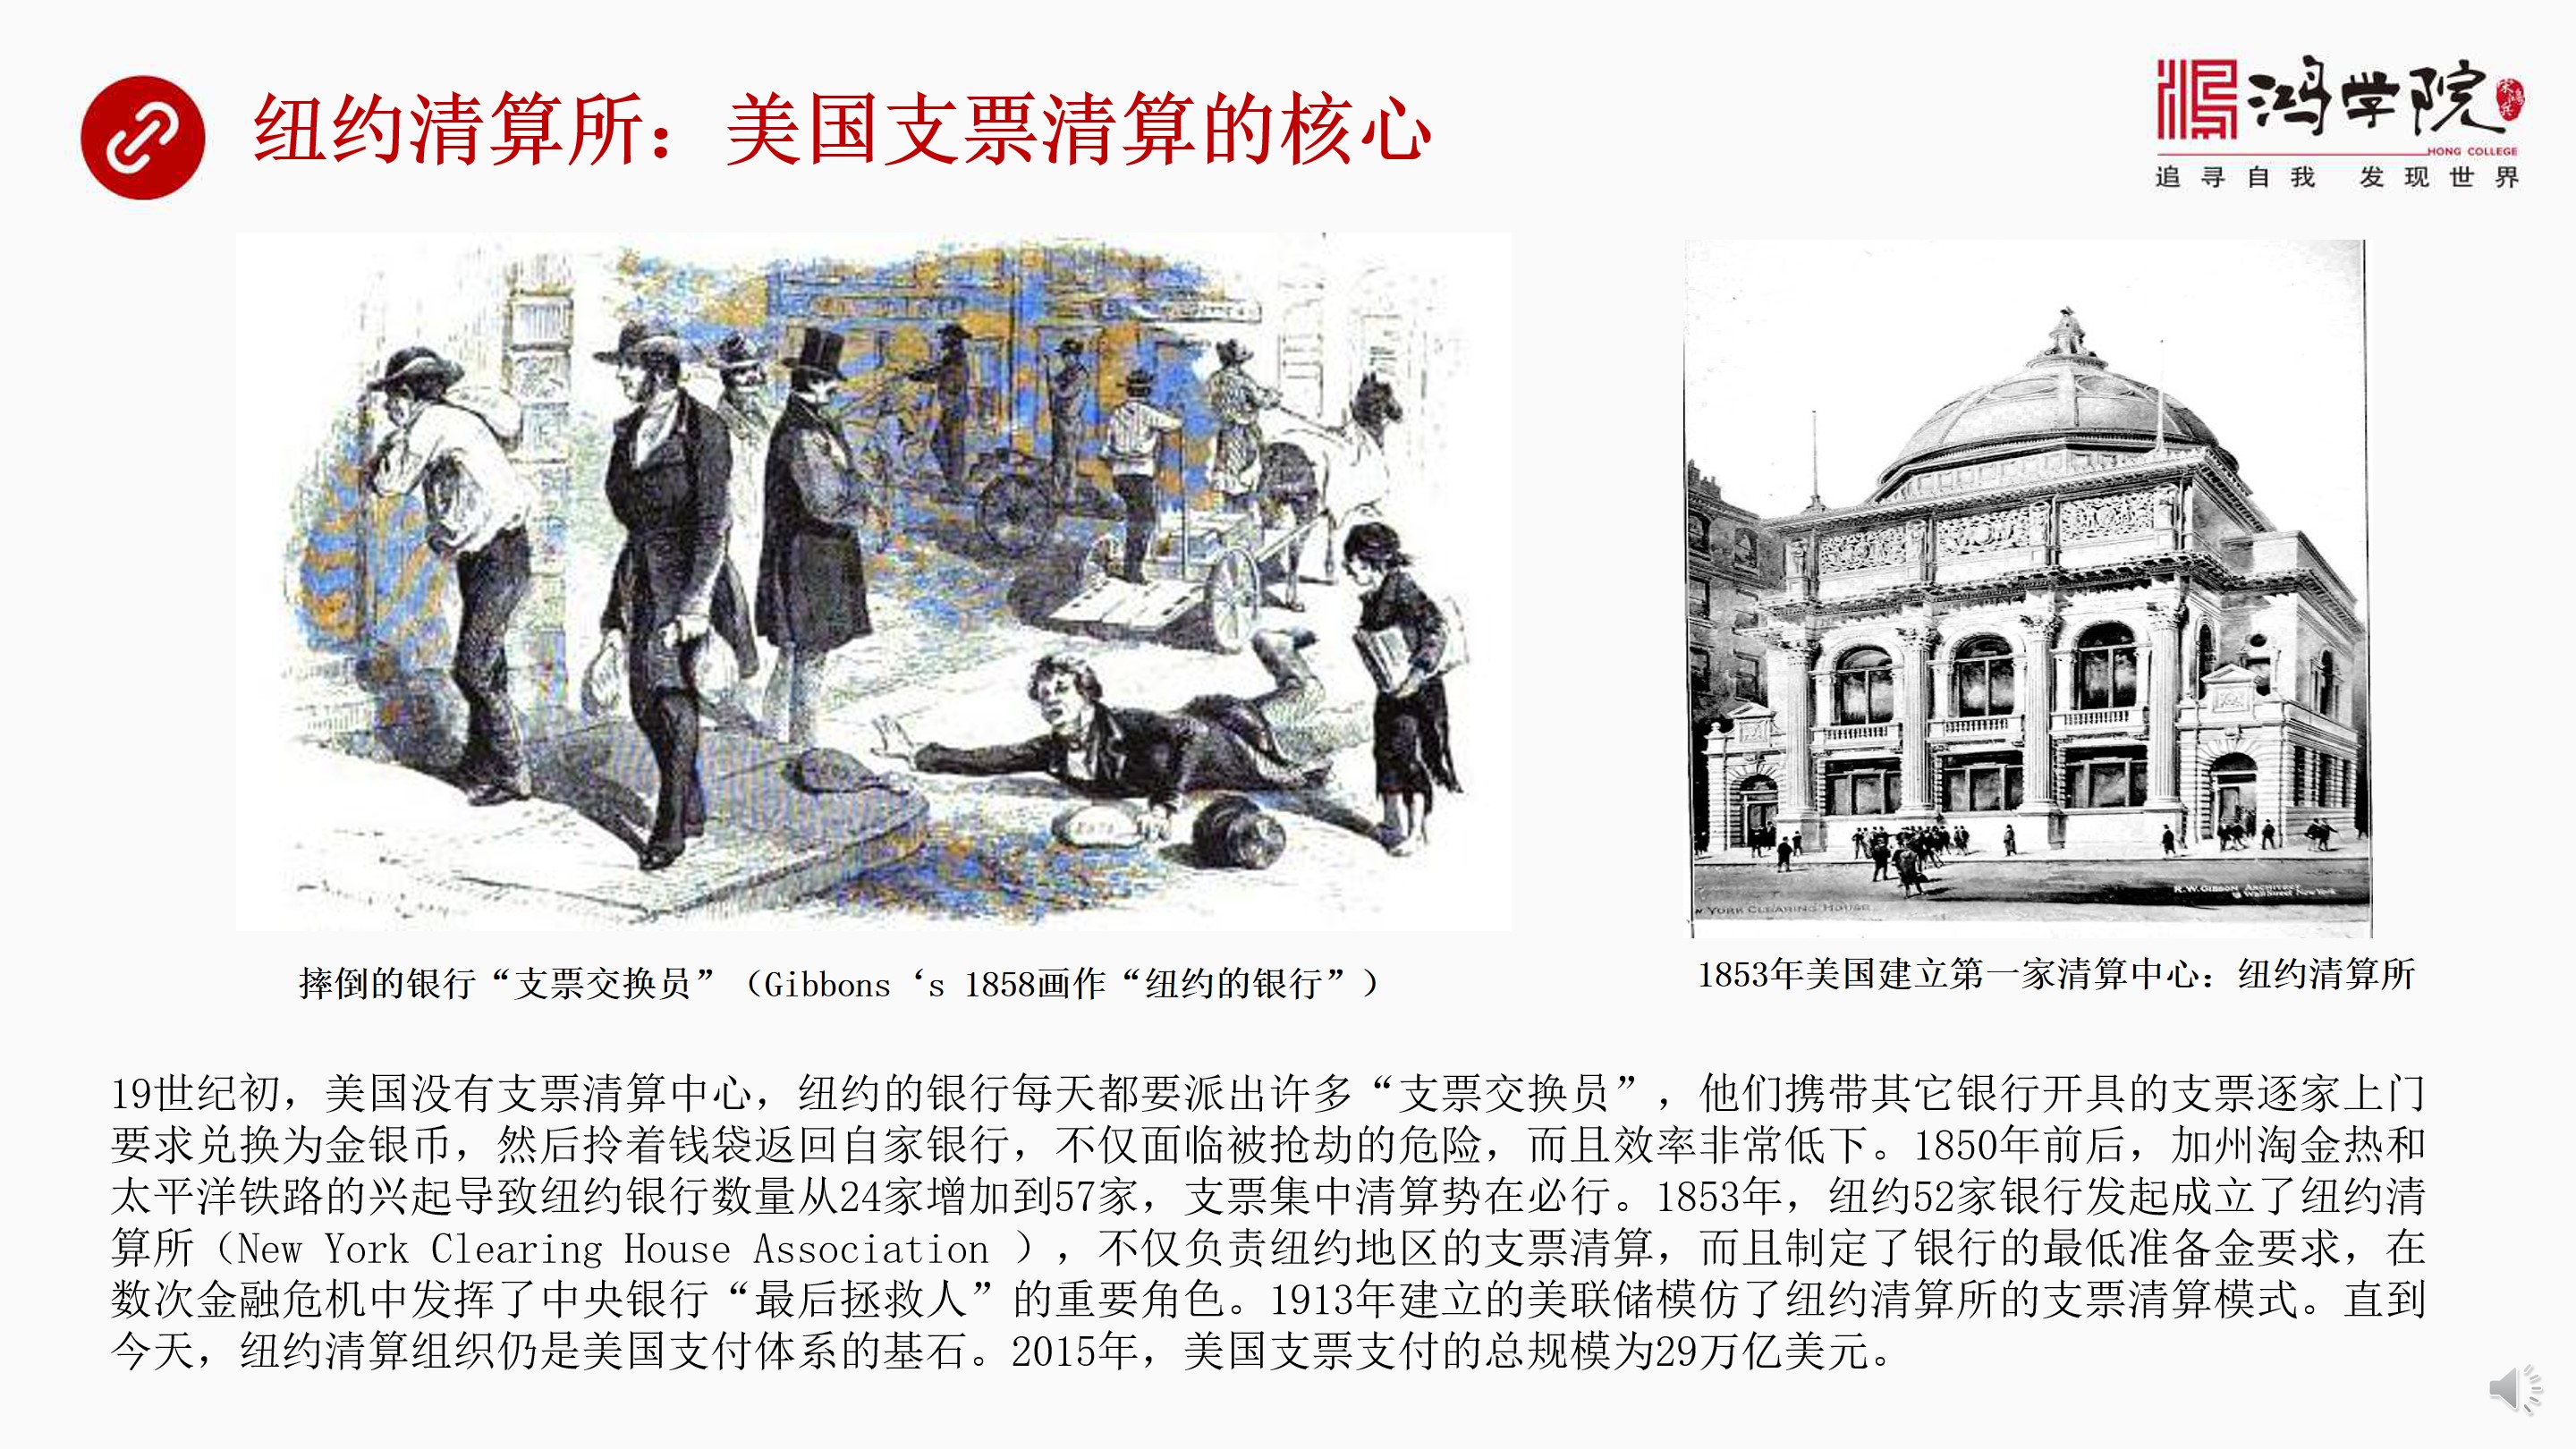 纽约清算所：美国支票清算的核心
鸿学院
HONG COLLEGE
追寻自我 发现世界
R.W.GIBSON ARCHITECT
Wall Street New York
YORK CLEARING HOUSE
摔倒的银行“支票交换员”（Gibbons ‘s 1858画作“纽约的银行”）
1853年美国建立第一家清算中心：纽约清算所
19世纪初，美国没有支票清算中心，纽约的银行每天都要派出许多“支票交换员”，他们携带其它银行开具的支票逐家上门
要求兑换为金银币，然后拎着钱袋返回自家银行，不仅面临被抢劫的危险，而且效率非常低下。1850年前后，加州淘金热和
太平洋铁路的兴起导致纽约银行数量从24家增加到57家，支票集中清算势在必行。1853年，纽约52家银行发起成立了纽约清
算所（New York Clearing House Association ），不仅负责纽约地区的支票清算，而且制定了银行的最低准备金要求，在
数次金融危机中发挥了中央银行“最后拯救人”的重要角色。1913年建立的美联储模仿了纽约清算所的支票清算模式。直到
今天，纽约清算组织仍是美国支付体系的基石。2015年，美国支票支付的总规模为29万亿美元。